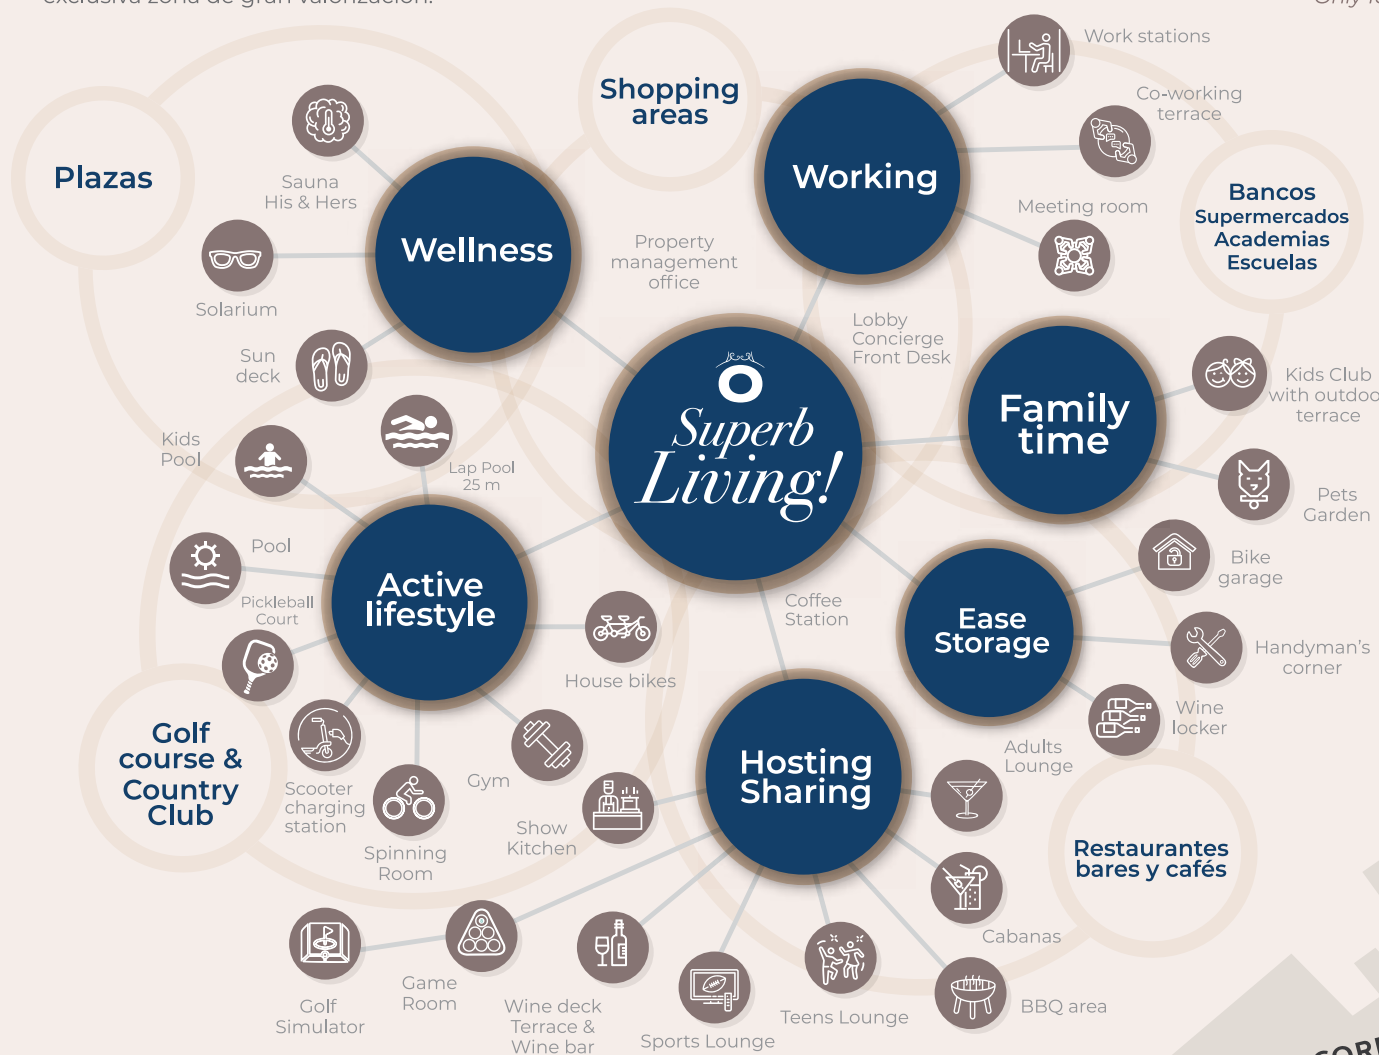 exclusiva zona de gran valorización.
Plazas
Sauna
His & Hers
Solarium
Sun
deck
Wellness
Shopping
areas
Property
management
office
Working
Work stations
Co-working
terrace
Meeting room
Bancos
Supermercados
Academias
Escuelas
Lobby
Concierge
Front Desk
O
Superb
Living!
Family
time
Kids Club
with outdoo
terrace
Pets
Garden
Kids
Pool
Lap Pool
25 m
Pool
Pickleball
Court
Active
lifestyle
House bikes
Scooter
charging
station
Spinning
Room
Gym
Golf
course &
Country
Club
Coffee
Station
Ease
Storage
Bike
garage
Handyman's
corner
Wine
locker
Hosting
Sharing
Adults
Lounge
Show
Kitchen
Cabanas
BBQ area
Teens Lounge
Sports Lounge
Wine deck
Terrace &
Wine bar
Game
Room
Golf
Simulator
Restaurantes
bares y cafés